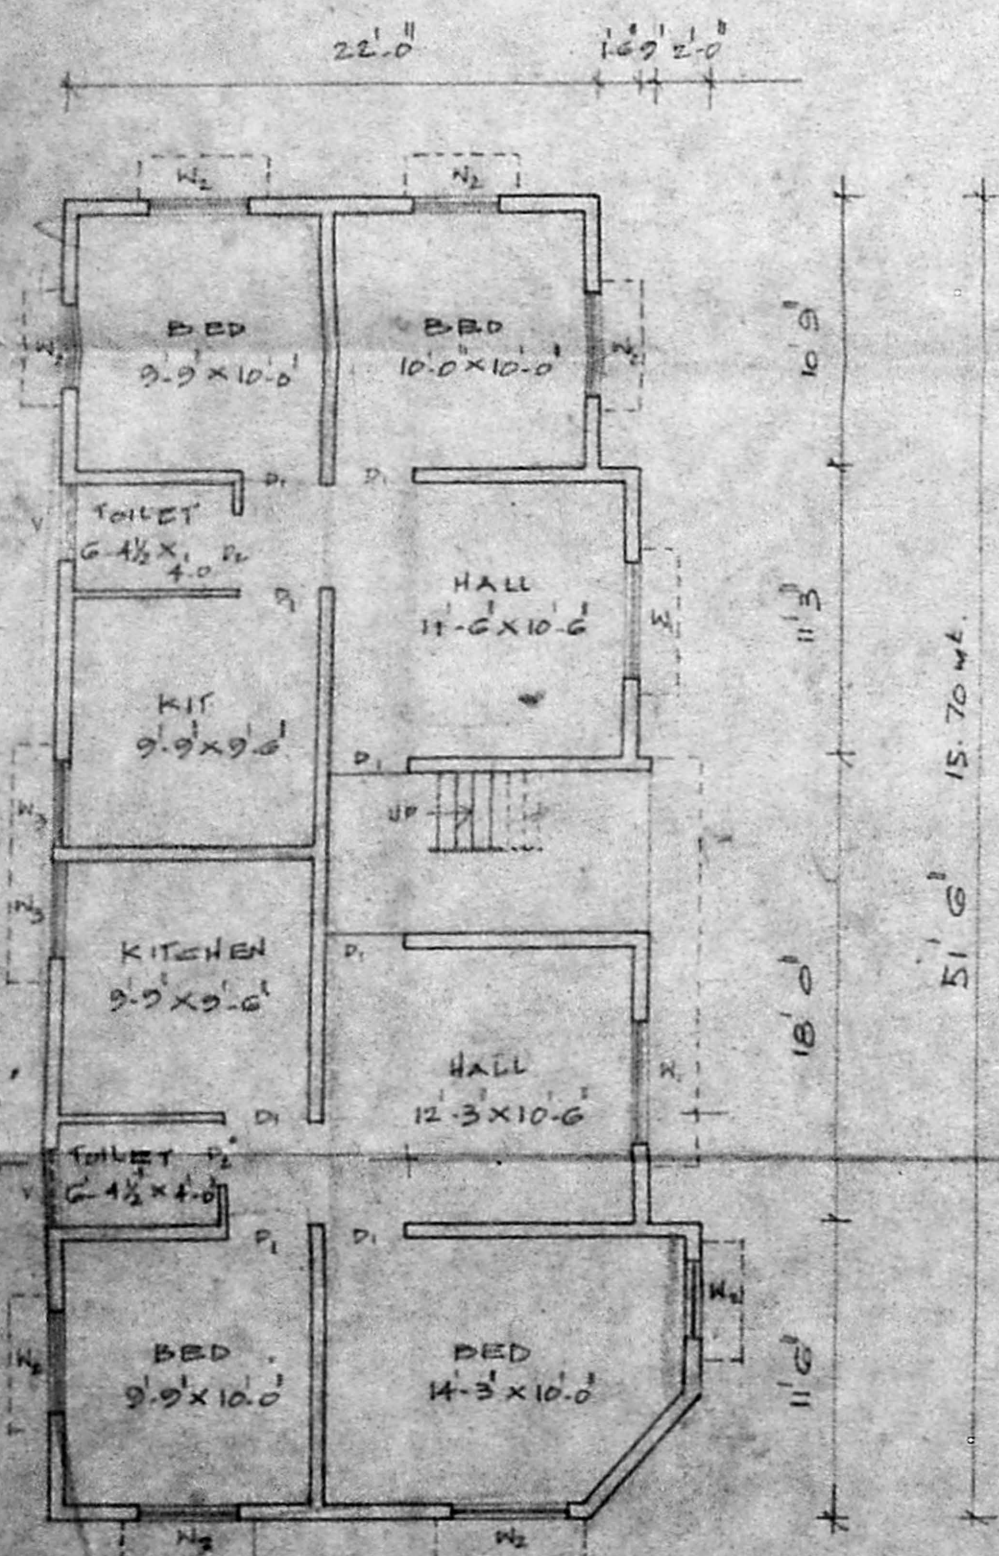 22'-0" 1'-6" 9" 2'-0"
W2 W2
BED
9'-9" X 10'-0"
BED
10'-0" X 10'-0"
W2 W2
10'-9"
D1 D1
TOILET
6'-4½" X 4'-0"
D2
V
D1
HALL
11'-6" X 10'-6"
W1
11'-3"
KIT.
9'-9" X 9'-6"
D1
W3
UP
15.70 mt.
51'-6"
W3
KITCHEN
9'-9" X 9'-6"
D1
18'-0"
HALL
12'-3" X 10'-6"
W1
D1
TOILET D2
6'-4½" X 4'-0"
V
D1 D1
W2
BED
9'-9" X 10'-0"
BED
14'-3" X 10'-0"
W2
11'-6"
W2 W2